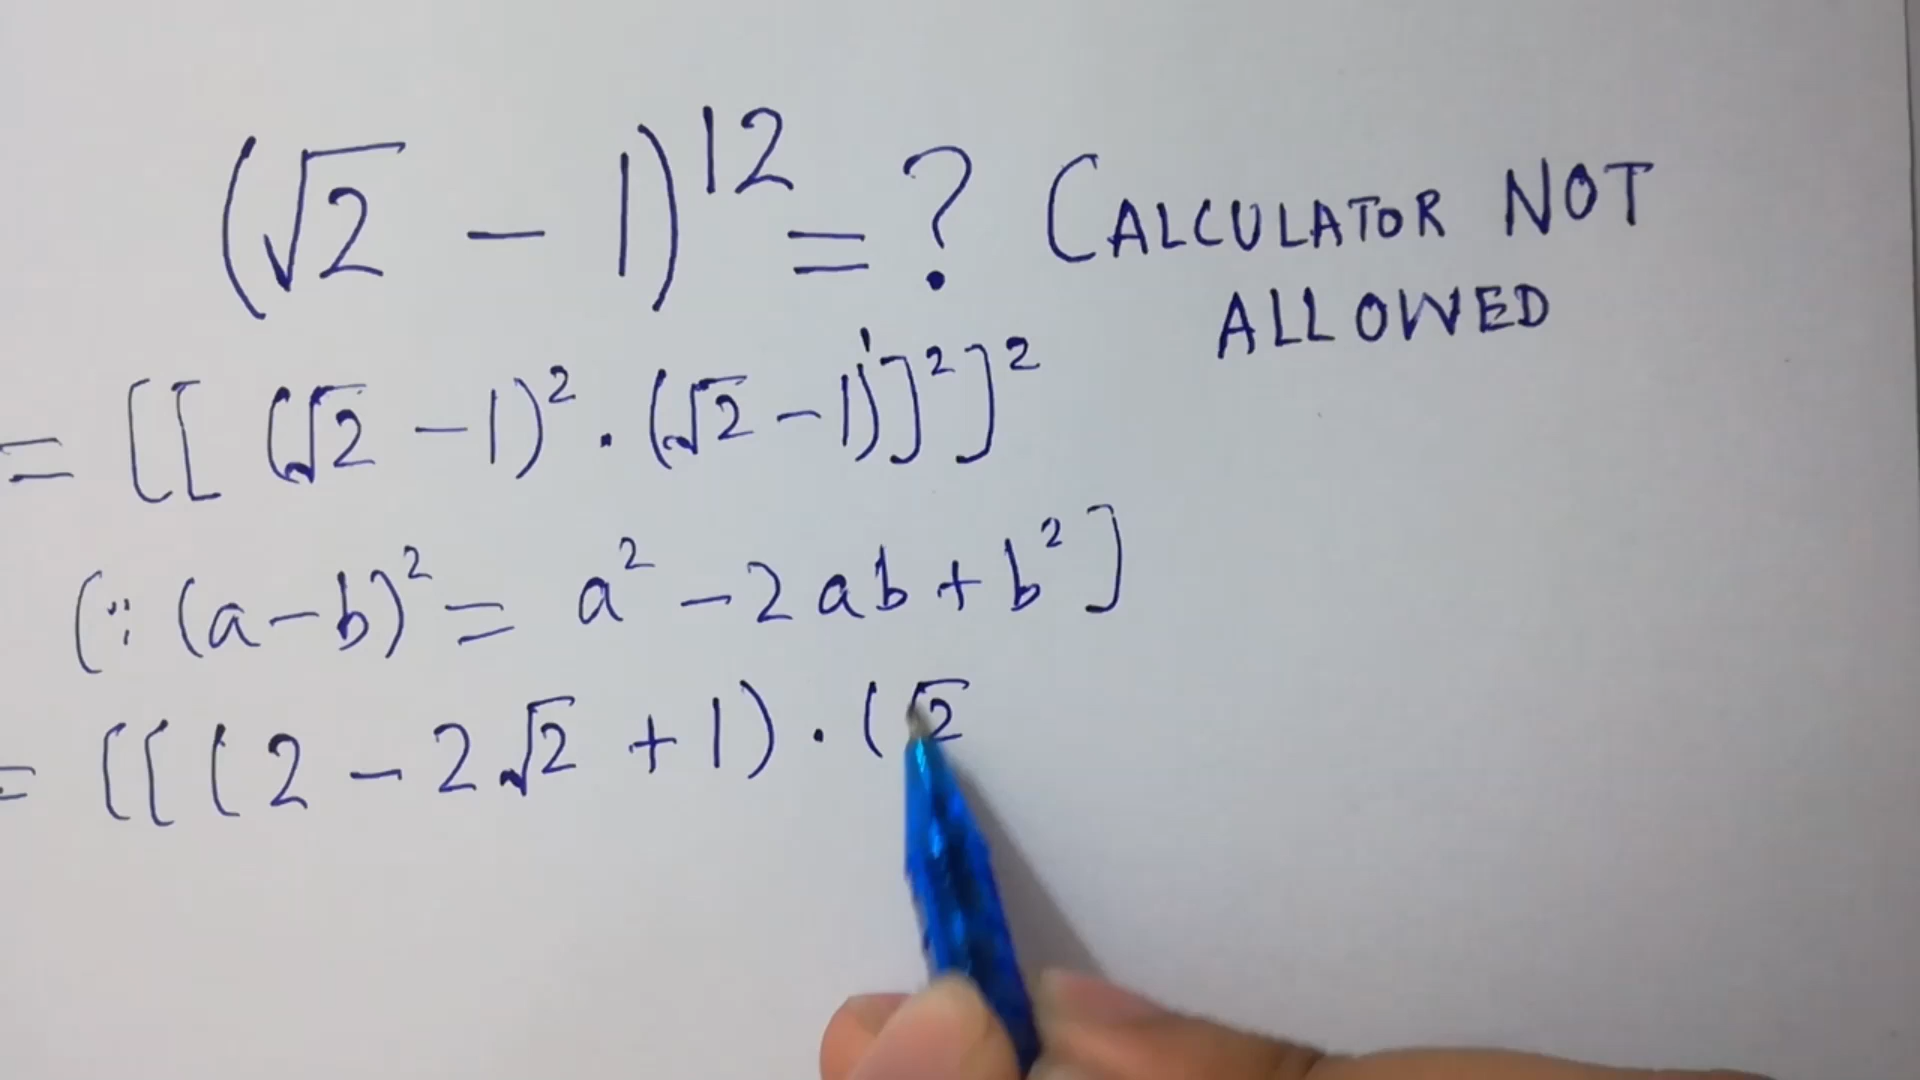 (√2 - 1)^12 = ? (CALCULATOR NOT
ALLOWED
= [[ (√2 - 1)² · (√2 - 1)¹]²]²
(∵ (a - b)² = a² - 2ab + b²]
= [[(2 - 2√2 + 1) · (√2